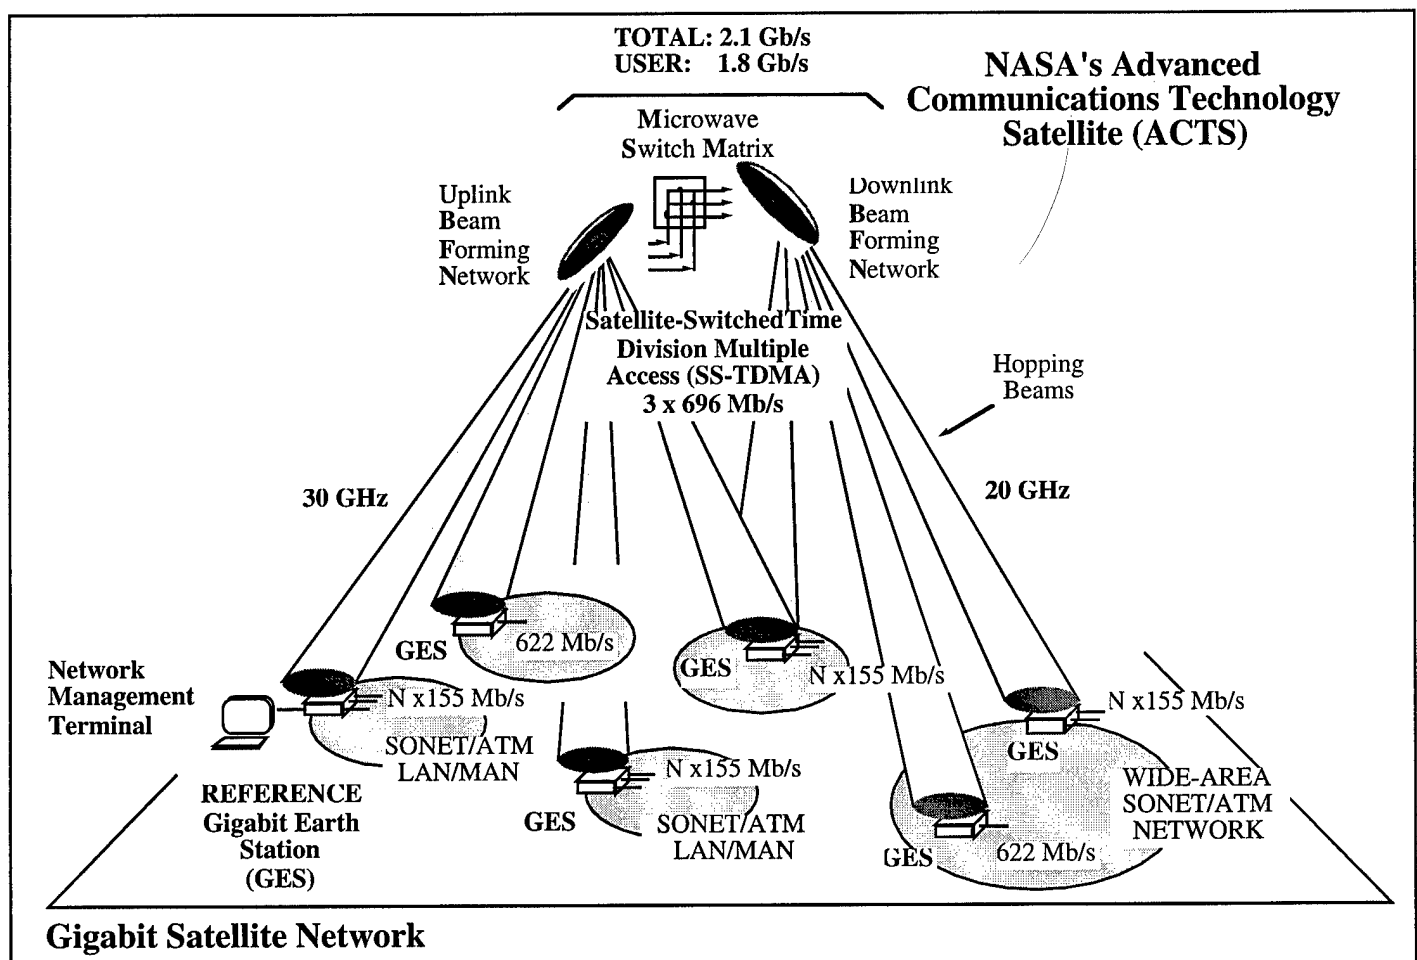 TOTAL: 2.1 Gb/s
USER: 1.8 Gb/s
NASA's Advanced
Communications Technology
Satellite (ACTS)
Microwave
Switch Matrix
Uplink
Beam
Forming
Network
Downlink
Beam
Forming
Network
Satellite-SwitchedTime
Division Multiple
Access (SS-TDMA)
3 x 696 Mb/s
Hopping
Beams
30 GHz
20 GHz
GES
622 Mb/s
GES
N x155 Mb/s
Network
Management
Terminal
N x155 Mb/s
SONET/ATM
LAN/MAN
N x155 Mb/s
GES
REFERENCE
Gigabit Earth
Station
(GES)
N x155 Mb/s
GES
SONET/ATM
LAN/MAN
WIDE-AREA
SONET/ATM
NETWORK
GES
622 Mb/s
Gigabit Satellite Network